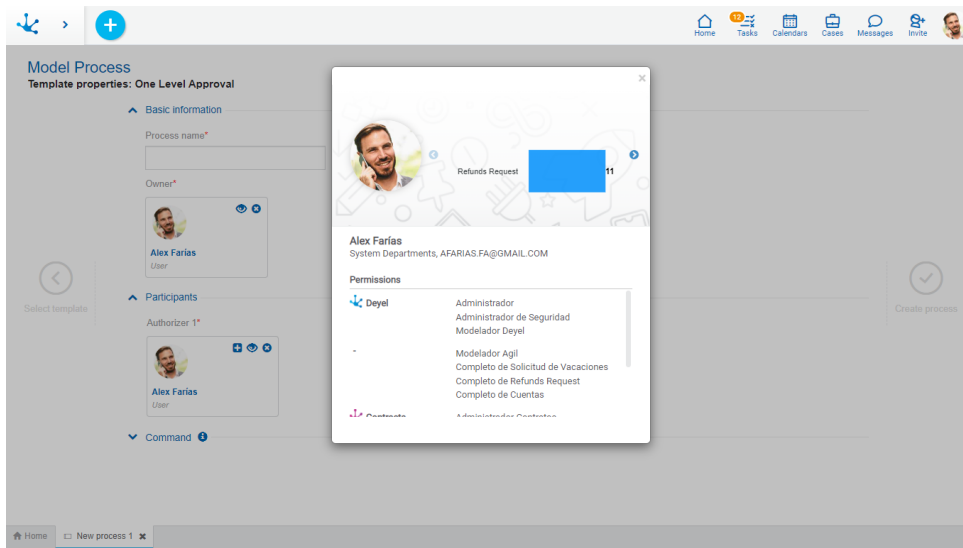 12
Home
Tasks
Calendars
Cases
Messages
Invite
Model Process
Template properties: One Level Approval
Basic information
Process name*
Owner*
Alex Farías
User
Select template
Participants
Authorizer 1*
Alex Farías
User
Command
Create process
×
Refunds Request
11
Alex Farías
System Departments, AFARIAS.FA@GMAIL.COM
Permissions
Deyel
Administrador
Administrador de Seguridad
Modelador Deyel
-
Modelador Agil
Completo de Solicitud de Vacaciones
Completo de Refunds Request
Completo de Cuentas
Home
New process 1